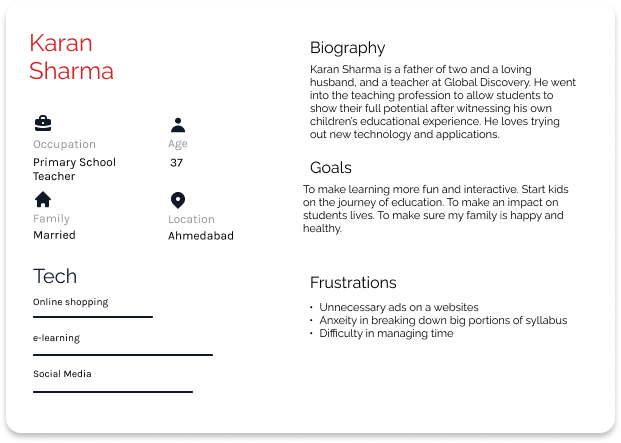 Karan
Sharma
Occupation
Age
Primary School
Teacher
37
Family
Location
Married
Ahmedabad
Tech
Online shopping
e-learning
Social Media
Biography
Karan Sharma is a father of two and a loving
husband, and a teacher at Global Discovery. He went
into the teaching profession to allow students to
show their full potential after witnessing his own
children's educational experience. He loves trying
out new technology and applications.
Goals
To make learning more fun and interactive. Start kids
on the journey of education. To make an impact on
students lives. To make sure my family is happy and
healthy.
Frustrations
• Unnecessary ads on a websites
• Anxeity in breaking down big portions of syllabus
• Difficulty in managing time